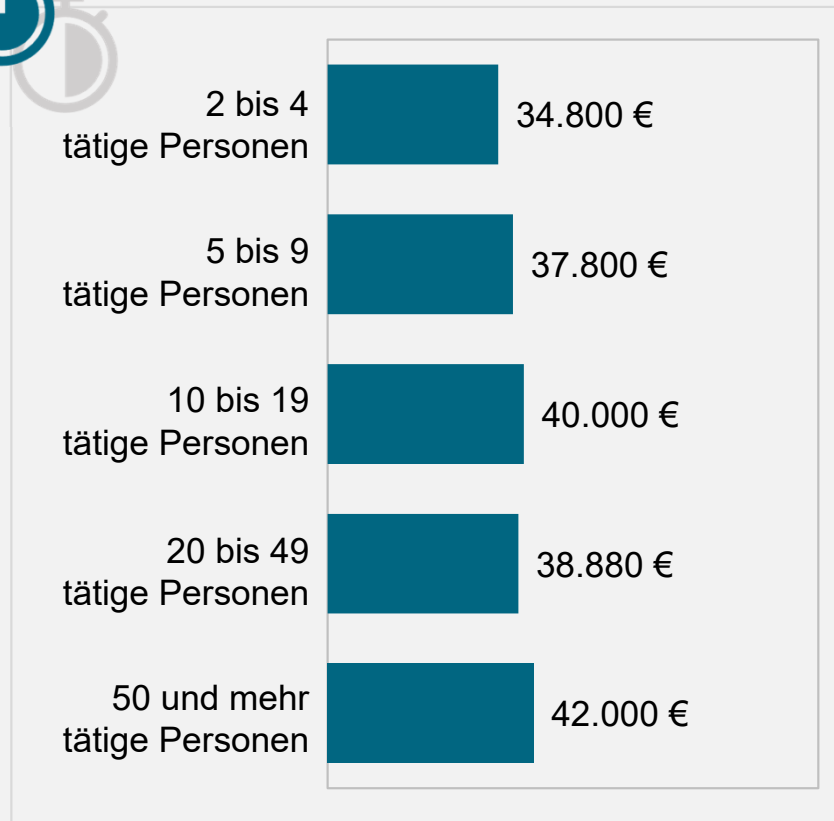 2 bis 4
tätige Personen
34.800 €
5 bis 9
tätige Personen
37.800 €
10 bis 19
tätige Personen
40.000 €
20 bis 49
tätige Personen
38.880 €
50 und mehr
tätige Personen
42.000 €